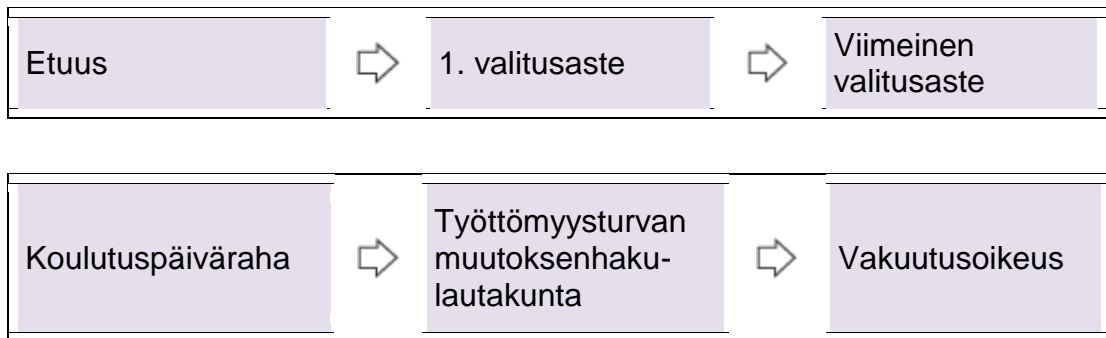 Etuus
1. valitusaste
Viimeinen
valitusaste
Koulutuspäiväraha
Työttömyysturvan
muutoksenhaku-
lautakunta
Vakuutusoikeus